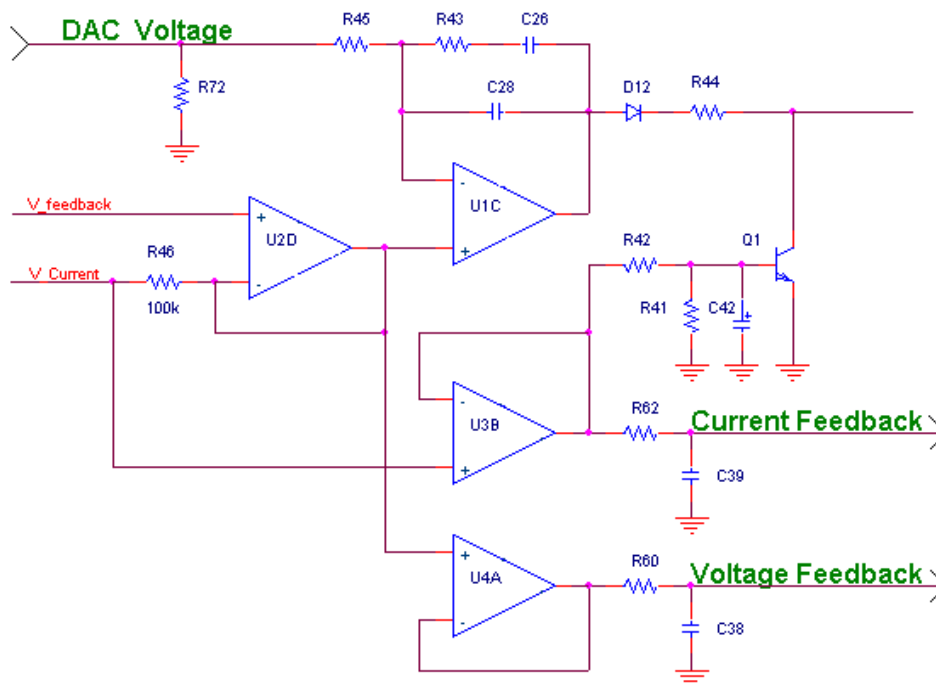 DAC Voltage
R45
R43
C26
R72
C28
D12
R44
-
U1C
+
V_feedback
+
U2D
-
V_Current
R46
100k
R42
Q1
R41
C42
+
-
U3B
+
R62
Current Feedback
C39
+
U4A
-
R60
Voltage Feedback
C38